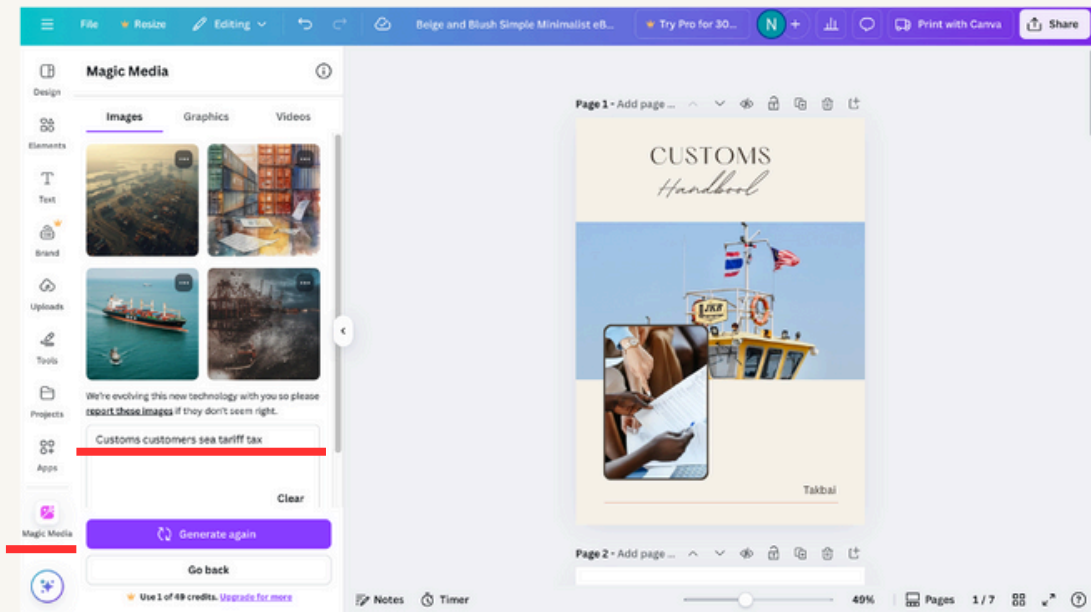 File Resize Editing Beige and Blush Simple Minimalist eB... Try Pro for 30... N + Print with Canva Share
Design
Elements
Text
Brand
Uploads
Tools
Projects
Apps
Magic Media
Magic Media
Images Graphics Videos
We're evolving this new technology with you so please
report these images if they don't seem right.
Customs customers sea tariff tax
Clear
Generate again
Go back
Use 1 of 49 credits. Upgrade for more
Page 1 - Add page ...
CUSTOMS
Handbool
JKR
Takbai
Page 2 - Add page ...
Notes Timer 49% Pages 1/7